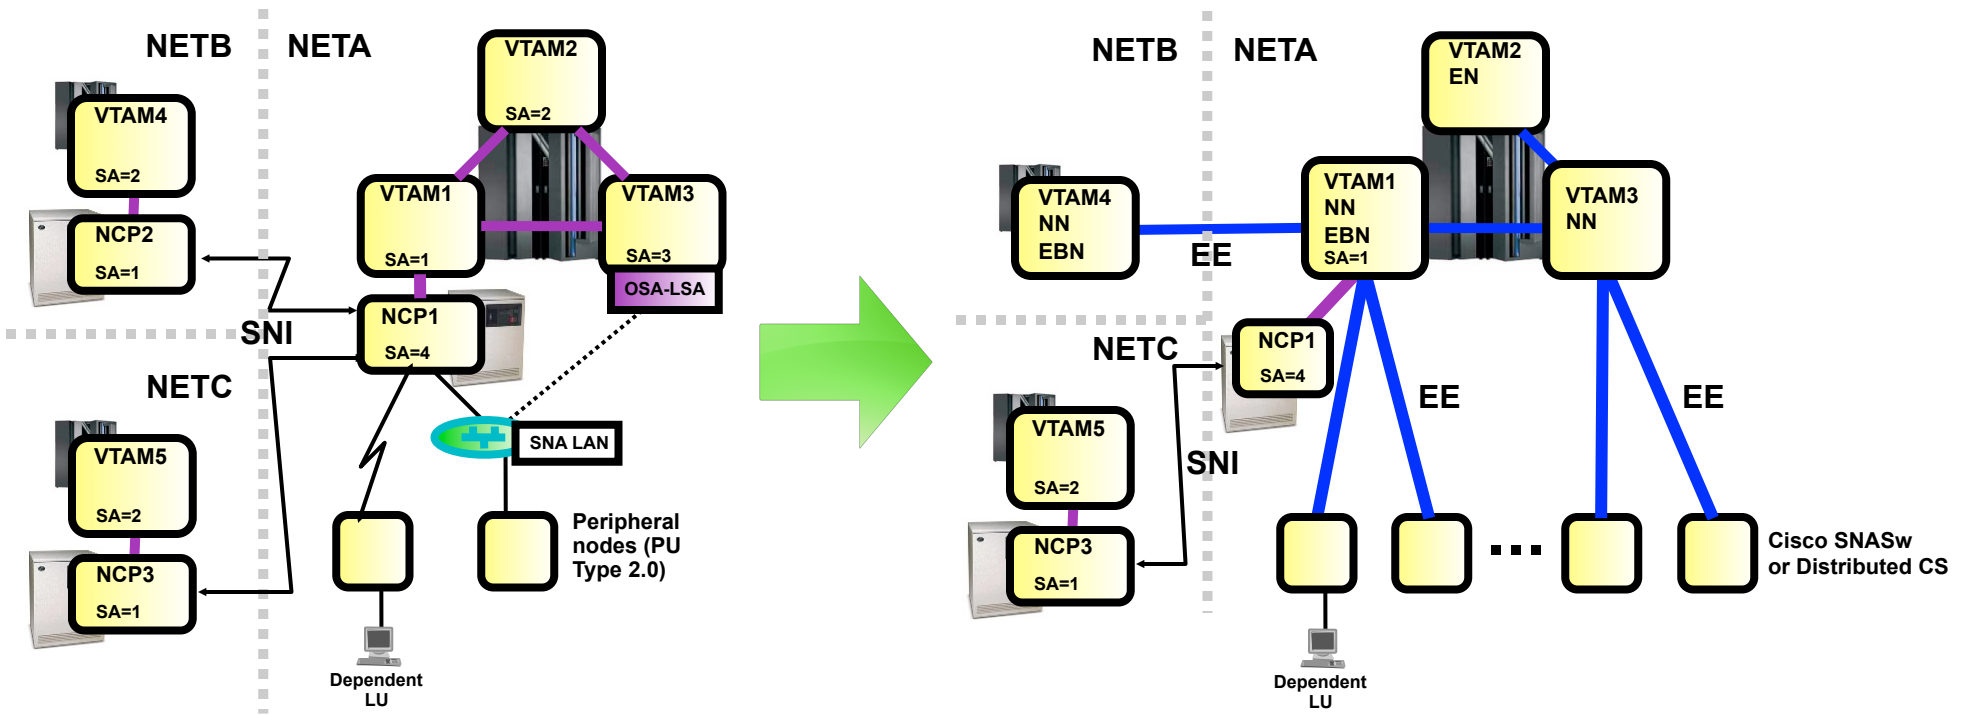 NETB
NETA
VTAM2
SA=2
VTAM4
SA=2
VTAM1
SA=1
VTAM3
SA=3
OSA-LSA
NCP2
SA=1
NCP1
SA=4
SNI
NETC
SNA LAN
VTAM5
SA=2
NCP3
SA=1
Peripheral
nodes (PU
Type 2.0)
Dependent
LU
NETB
NETA
VTAM2
EN
VTAM4
NN
EBN
EE
VTAM1
NN
EBN
SA=1
VTAM3
NN
NETC
NCP1
SA=4
EE
EE
VTAM5
SA=2
SNI
NCP3
SA=1
Cisco SNASw
or Distributed CS
Dependent
LU